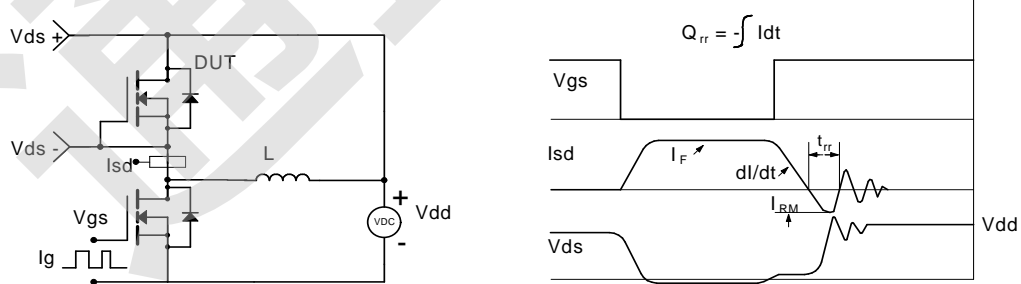 Vds +
DUT
Vds -
Isd
L
Vgs
Ig
VDC
+
-
Vdd
Q rr = - ∫ Idt
Vgs
Isd
I F
dI/dt
t rr
I RM
Vdd
Vds